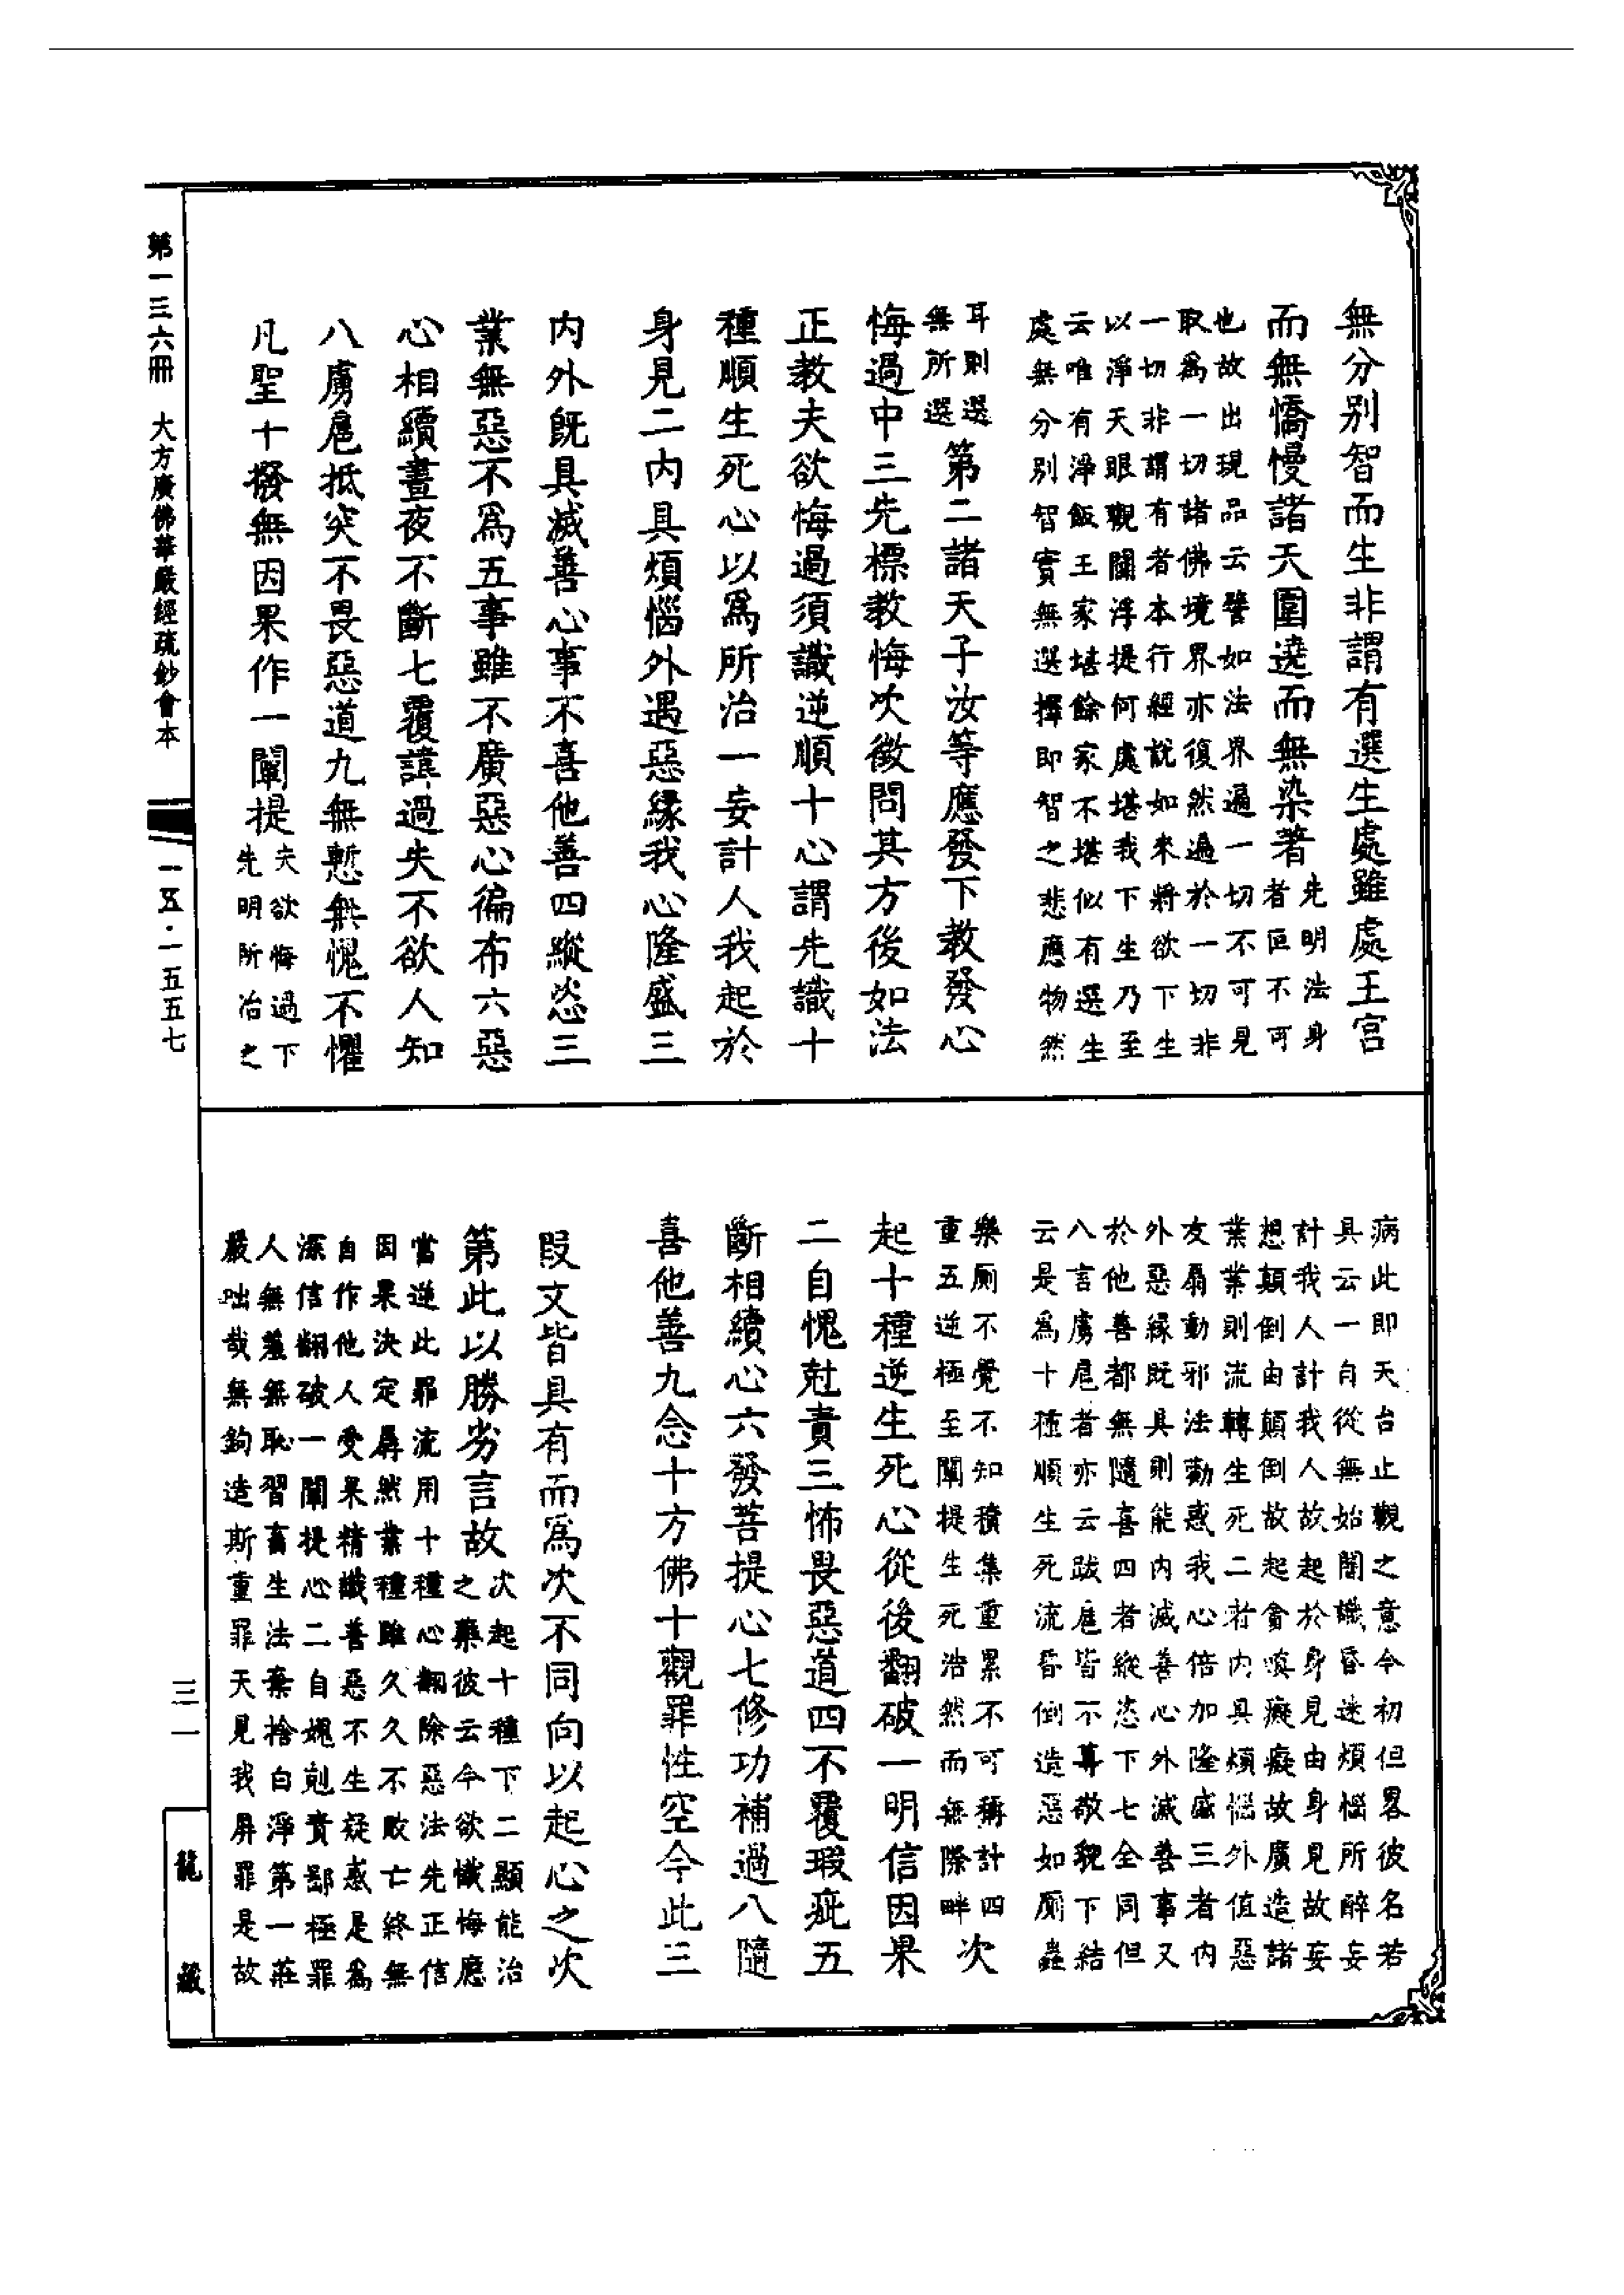 無分別智而生非謂有選生處雖處王宮
而無憍慢諸天圍遶而無染著
先明法身
者叵不可
也故出現品云譬如法界遍一切不可見
取為一切諸佛境界亦復然遍於一切非
一切非謂有者本行經說如來將欲下生
以淨天眼觀閻浮提何處堪我下生乃至
云唯有淨飯王家堪餘家不堪似有選生
處無分別智實無選擇即智之悲應物然
耳則選
無所選
第二諸天子汝等應發下教發心
悔過中三先標教悔次徵問其方後如法
正教夫欲悔過須識逆順十心謂先識十
種順生死心以為所治一妄計人我起於
身見二內具煩惱外遇惡緣我心隆盛三
內外既具滅善心事不喜他善四縱恣三
業無惡不為五事雖不廣惡心徧布六惡
心相續晝夜不斷七覆諱過失不欲人知
八虜扈抵突不畏惡道九無慙無愧不懼
凡聖十撥無因果作一闡提
夫欲悔過下
先明所治之
病此即天台止觀之意今初但畧彼名若
具云一自從無始闇識昏迷煩惱所醉妄
計我人計我人故起於身見由身見故妄
想顛倒由顛倒故起貪嗔癡癡故廣造諸
業業則流轉生死二者內具煩惱外值惡
友扇動邪法勸惑我心倍加隆盛三者內
外惡緣既具則能內滅善心外滅善事又
於他善都無隨喜四者縱恣下七全同但
八言虜扈者亦云跋扈皆不尊敬貌下結
云是為十種順生死流昏倒造惡如廁蟲
樂廁不覺不知積集重累不可稱計四
重五逆極至闡提生死浩然而無際畔
次
起十種逆生死心從後翻破一明信因果
二自愧尅責三怖畏惡道四不覆瑕疵五
斷相續心六發菩提心七修功補過八隨
喜他善九念十方佛十觀罪性空今此三
段文皆具有而為次不同向以起心之次
第此以勝劣言故
次起十種下二顯能治
之藥彼云今欲懺悔應
當逆此罪流用十種心翻除惡法先正信
因果決定孱然業種雖久久不敗亡終無
自作他人受果精識善惡不生疑惑是為
深信翻破一闡提心二自媿剋責鄙極罪
人無羞無恥習畜生法棄捨白淨第一莊
嚴咄哉無鉤造斯重罪天見我屏罪是故
第一三六冊　大方廣佛華嚴經疏鈔會本
一五·一五五七
三一
龍藏